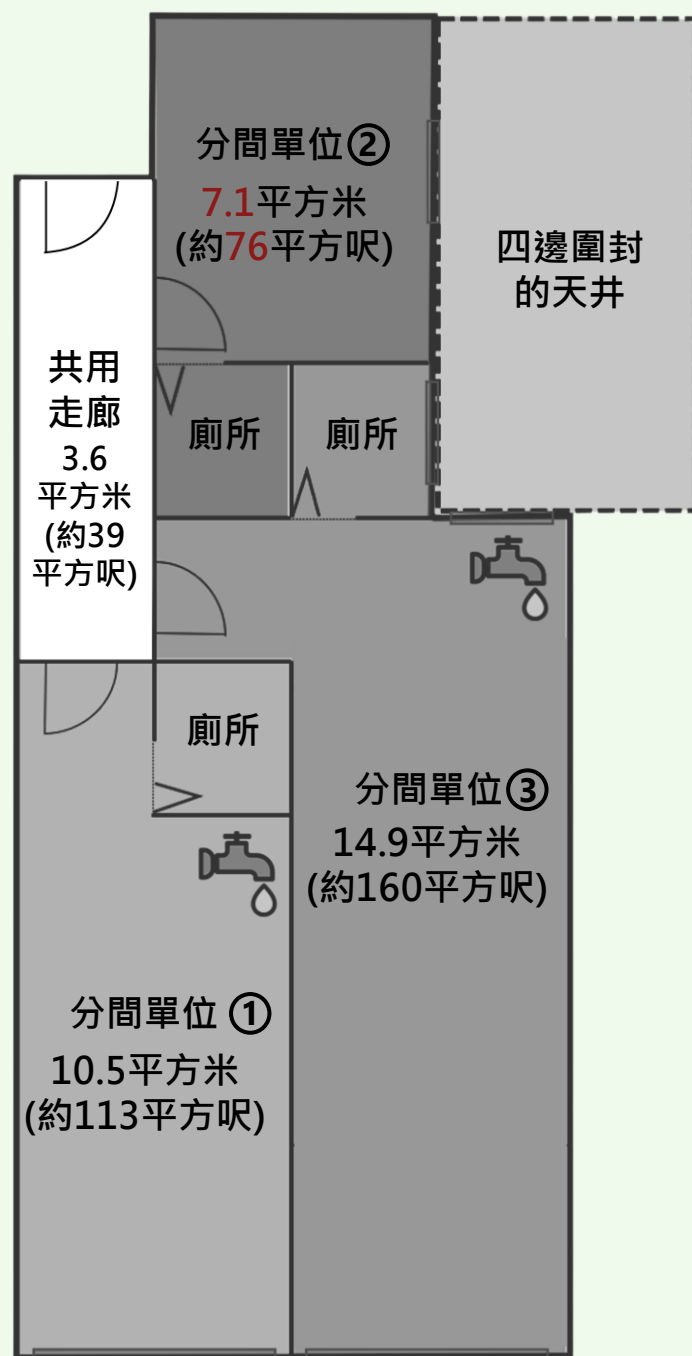 分間單位②
7.1平方米
(約76平方呎)
四邊圍封
的天井
共用
走廊
3.6
平方米
(約39
平方呎)
廁所
廁所
廁所
分間單位③
14.9平方米
(約160平方呎)
分間單位 ①
10.5平方米
(約113平方呎)